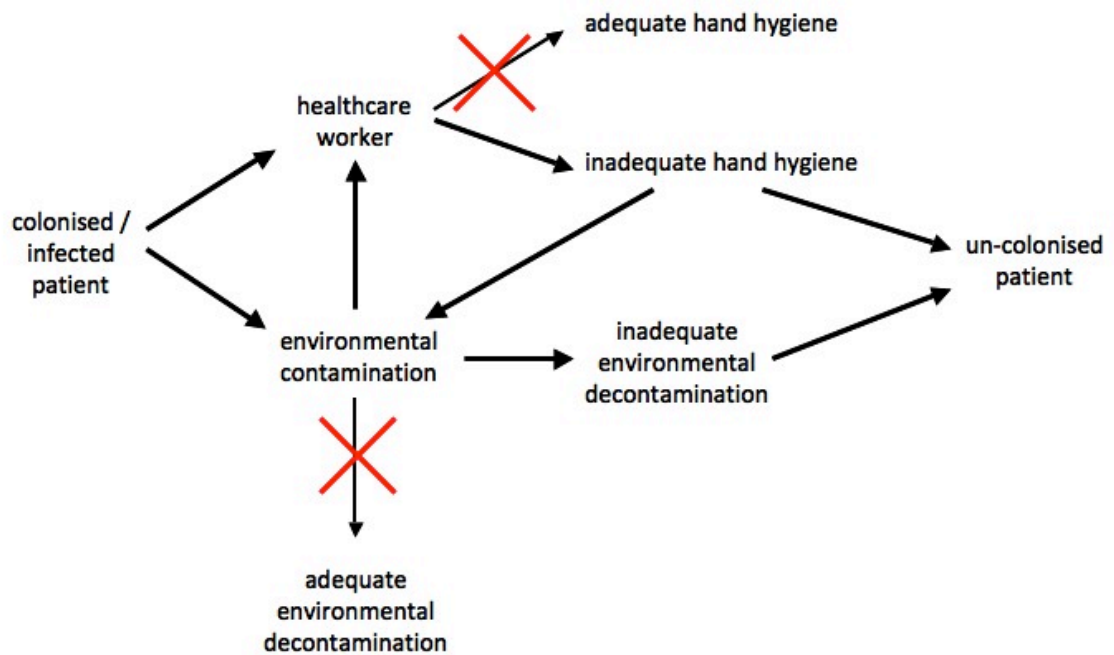 adequate hand hygiene
healthcare
worker
inadequate hand hygiene
colonised /
infected
patient
un-colonised
patient
environmental
contamination
inadequate
environmental
decontamination
adequate
environmental
decontamination